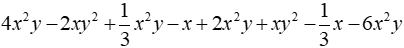 4x²y − 2xy² + 1/3 x²y − x + 2x²y + xy² − 1/3 x − 6x²y